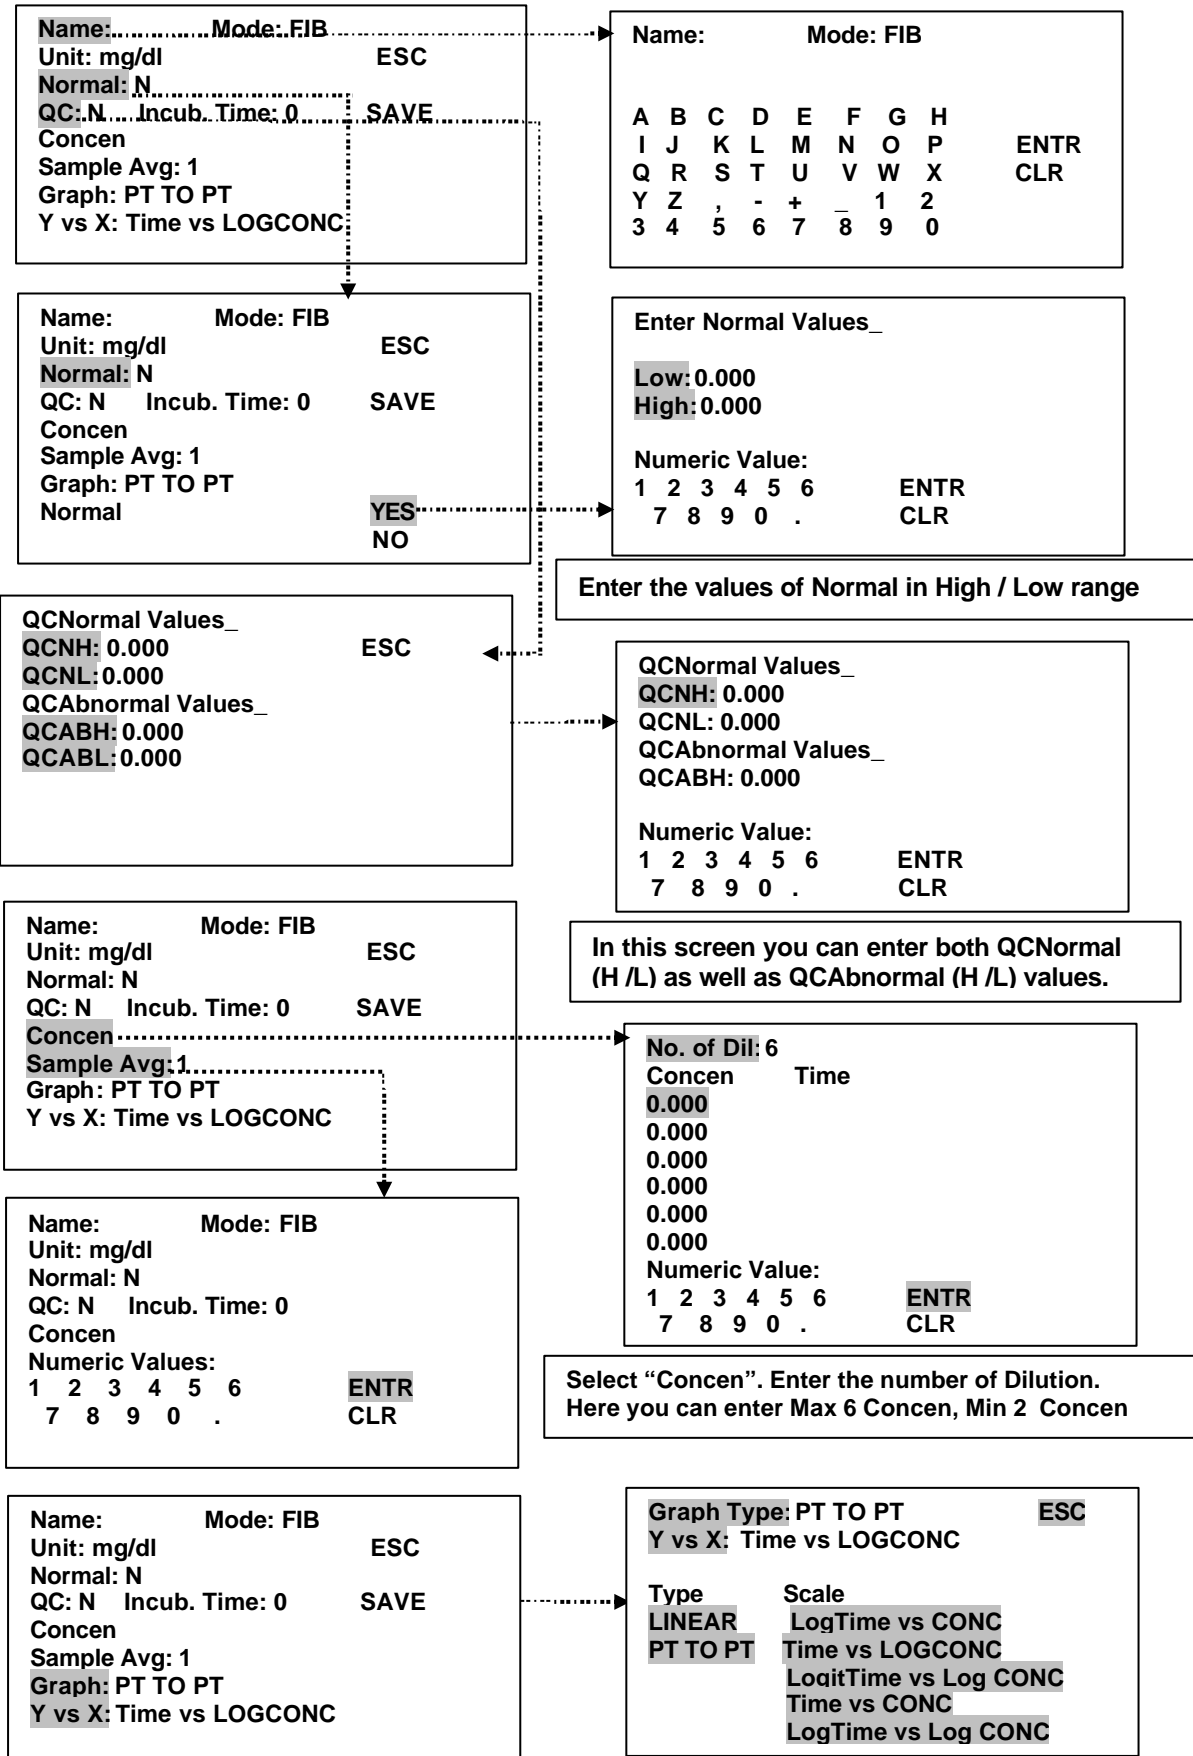 Name: Mode: FIB
Unit: mg/dl ESC
Normal: N
QC: N Incub. Time: 0 SAVE
Concen
Sample Avg: 1
Graph: PT TO PT
Y vs X: Time vs LOGCONC
Name: Mode: FIB
A B C D E F G H
I J K L M N O P ENTR
Q R S T U V W X CLR
Y Z , - + _ 1 2
3 4 5 6 7 8 9 0
Name: Mode: FIB
Unit: mg/dl ESC
Normal: N
QC: N Incub. Time: 0 SAVE
Concen
Sample Avg: 1
Graph: PT TO PT
Normal YES
NO
Enter Normal Values_
Low: 0.000
High: 0.000
Numeric Value:
1 2 3 4 5 6 ENTR
7 8 9 0 . CLR
Enter the values of Normal in High / Low range
QCNormal Values_
QCNH: 0.000 ESC
QCNL: 0.000
QCAbnormal Values_
QCABH: 0.000
QCABL: 0.000
QCNormal Values_
QCNH: 0.000
QCNL: 0.000
QCAbnormal Values_
QCABH: 0.000
Numeric Value:
1 2 3 4 5 6 ENTR
7 8 9 0 . CLR
In this screen you can enter both QCNormal
(H /L) as well as QCAbnormal (H /L) values.
Name: Mode: FIB
Unit: mg/dl ESC
Normal: N
QC: N Incub. Time: 0 SAVE
Concen
Sample Avg: 1
Graph: PT TO PT
Y vs X: Time vs LOGCONC
No. of Dil: 6
Concen Time
0.000
0.000
0.000
0.000
0.000
0.000
Numeric Value:
1 2 3 4 5 6 ENTR
7 8 9 0 . CLR
Select “Concen”. Enter the number of Dilution.
Here you can enter Max 6 Concen, Min 2 Concen
Name: Mode: FIB
Unit: mg/dl
Normal: N
QC: N Incub. Time: 0
Concen
Numeric Values:
1 2 3 4 5 6 ENTR
7 8 9 0 . CLR
Name: Mode: FIB
Unit: mg/dl ESC
Normal: N
QC: N Incub. Time: 0 SAVE
Concen
Sample Avg: 1
Graph: PT TO PT
Y vs X: Time vs LOGCONC
Graph Type: PT TO PT ESC
Y vs X: Time vs LOGCONC
Type Scale
LINEAR LogTime vs CONC
PT TO PT Time vs LOGCONC
LogitTime vs Log CONC
Time vs CONC
LogTime vs Log CONC